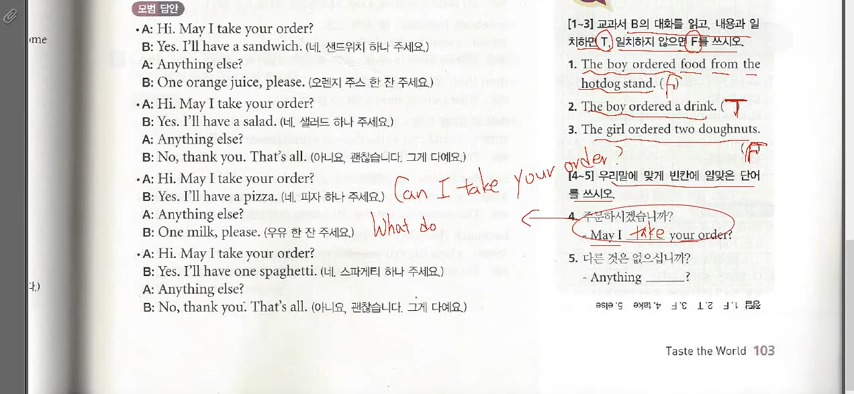 ome
다.)
모범 답안
• A: Hi. May I take your order?
B: Yes. I'll have a sandwich. (네, 샌드위치 하나 주세요.)
A: Anything else?
B: One orange juice, please. (오렌지 주스 한 잔 주세요.)
• A: Hi. May I take your order?
B: Yes. I'll have a salad. (네, 샐러드 하나 주세요.)
A: Anything else?
B: No, thank you. That's all. (아니요, 괜찮습니다. 그게 다예요.)
• A: Hi. May I take your order?
B: Yes. I'll have a pizza. (네, 피자 하나 주세요.)
A: Anything else?
B: One milk, please. (우유 한 잔 주세요.)
• A: Hi. May I take your order?
B: Yes. I'll have one spaghetti. (네, 스파게티 하나 주세요.)
A: Anything else?
B: No, thank you. That's all. (아니요, 괜찮습니다. 그게 다예요.)
Can I take your order?
What do
[1~3] 교과서 B의 대화를 읽고, 내용과 일
치하면 T, 일치하지 않으면 F를 쓰시오.
1. The boy ordered food from the
hotdog stand. (F)
2. The boy ordered a drink. (T
3. The girl ordered two doughnuts.
(F)
[4~5] 우리말에 맞게 빈칸에 알맞은 단어
를 쓰시오.
4. 주문하시겠습니까?
- May I take your order?
5. 다른 것은 없으십니까?
- Anything ______?
정답 1. F 2. T 3. F 4. take 5. else
Taste the World 103